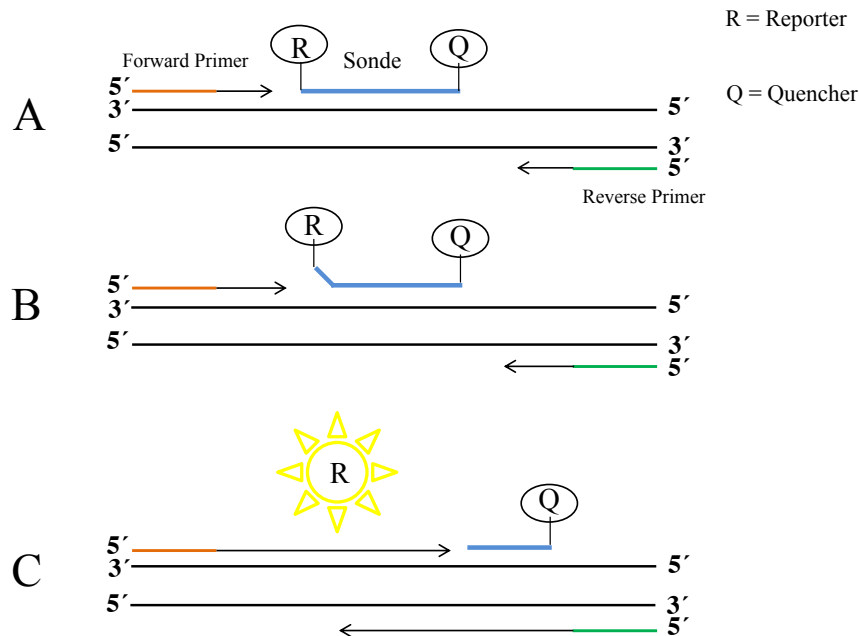 R = Reporter
Q = Quencher
A
Forward Primer
R
Sonde
Q
5´
3´ 5´
5´ 3´
5´
Reverse Primer
B
R
Q
5´
3´ 5´
5´ 3´
5´
C
R
Q
5´
3´ 5´
5´ 3´
5´